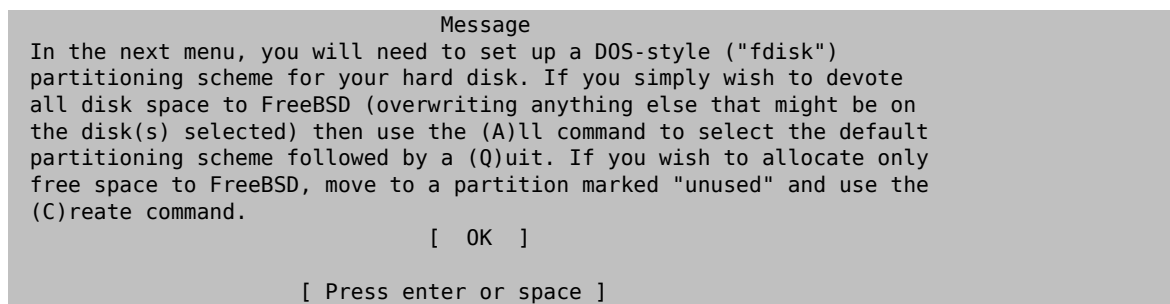 Message
In the next menu, you will need to set up a DOS-style ("fdisk")
partitioning scheme for your hard disk. If you simply wish to devote
all disk space to FreeBSD (overwriting anything else that might be on
the disk(s) selected) then use the (A)ll command to select the default
partitioning scheme followed by a (Q)uit. If you wish to allocate only
free space to FreeBSD, move to a partition marked "unused" and use the
(C)reate command.
[ OK ]
[ Press enter or space ]